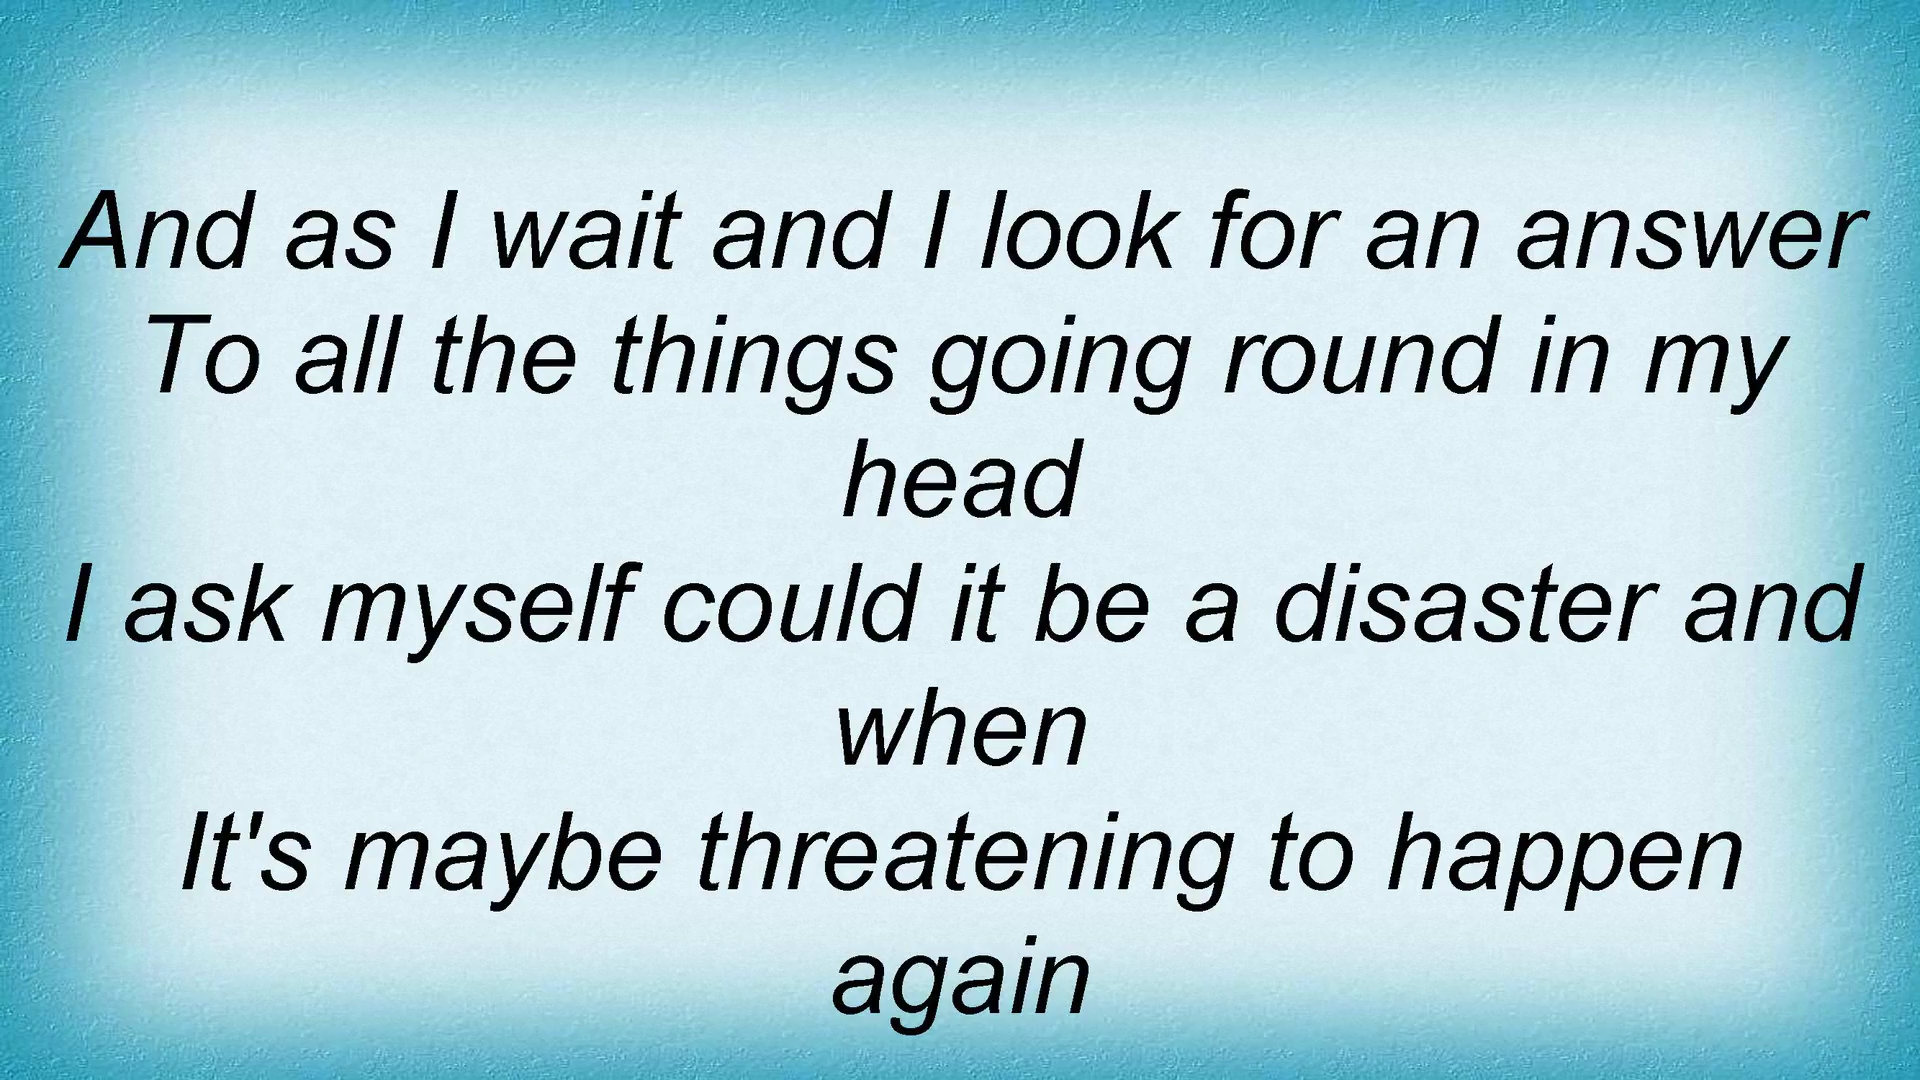 And as I wait and I look for an answer
To all the things going round in my
head
I ask myself could it be a disaster and
when
It's maybe threatening to happen
again